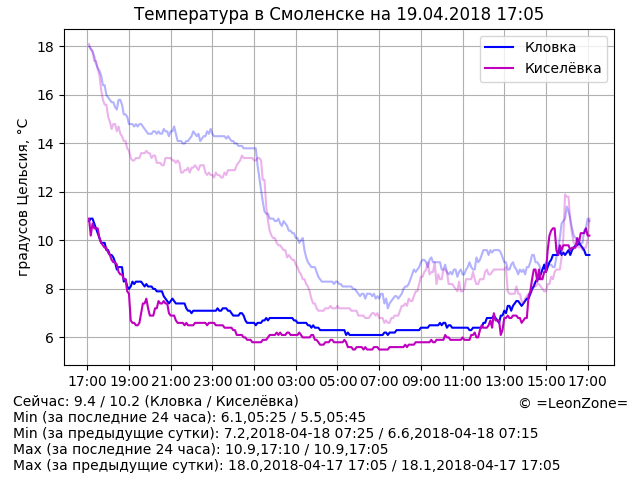 Температура в Смоленске на 19.04.2018 17:05
градусов Цельсия, °C
18
16
14
12
10
8
6
Кловка
Киселёвка
17:00 19:00 21:00 23:00 01:00 03:00 05:00 07:00 09:00 11:00 13:00 15:00 17:00
Сейчас: 9.4 / 10.2 (Кловка / Киселёвка)
© =LeonZone=
Min (за последние 24 часа): 6.1,05:25 / 5.5,05:45
Min (за предыдущие сутки): 7.2,2018-04-18 07:25 / 6.6,2018-04-18 07:15
Max (за последние 24 часа): 10.9,17:10 / 10.9,17:05
Max (за предыдущие сутки): 18.0,2018-04-17 17:05 / 18.1,2018-04-17 17:05